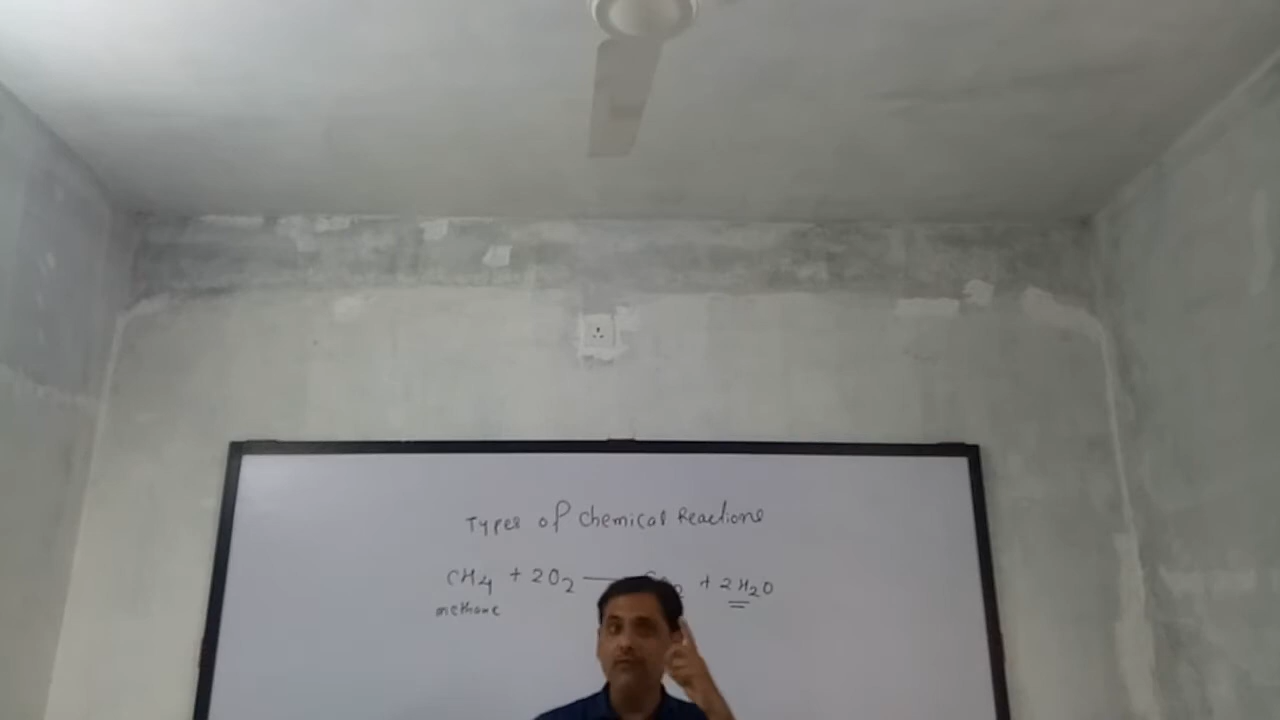 Types of Chemical Reactions
CH4 + 2O2 — + 2H2O
methane